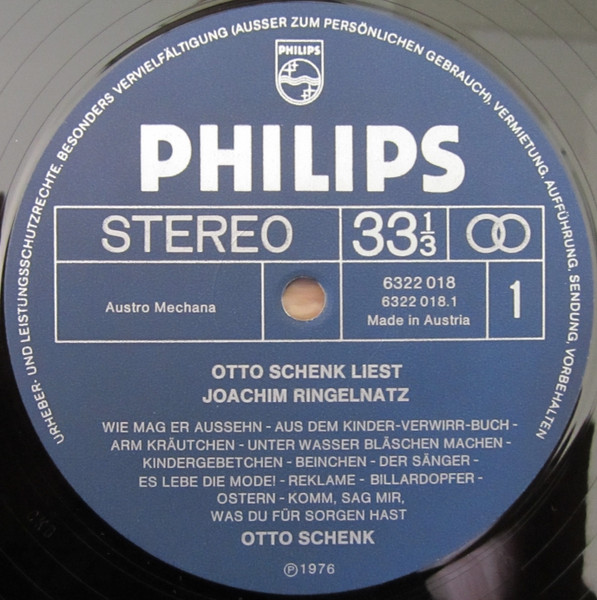 URHEBER- UND LEISTUNGSSCHUTZRECHTE, BESONDERS VERVIELFÄLTIGUNG (AUSSER ZUM PERSÖNLICHEN GEBRAUCH), VERMIETUNG, AUFFÜHRUNG, SENDUNG, VORBEHALTEN
PHILIPS
PHILIPS
STEREO 33 1/3
6322 018
Austro Mechana 6322 018.1 1
Made in Austria
OTTO SCHENK LIEST
JOACHIM RINGELNATZ
WIE MAG ER AUSSEHN - AUS DEM KINDER-VERWIRR-BUCH -
ARM KRÄUTCHEN - UNTER WASSER BLÄSCHEN MACHEN -
KINDERGEBETCHEN - BEINCHEN - DER SÄNGER -
ES LEBE DIE MODE! - REKLAME - BILLARDOPFER -
OSTERN - KOMM, SAG MIR,
WAS DU FÜR SORGEN HAST
OTTO SCHENK
Ⓟ1976